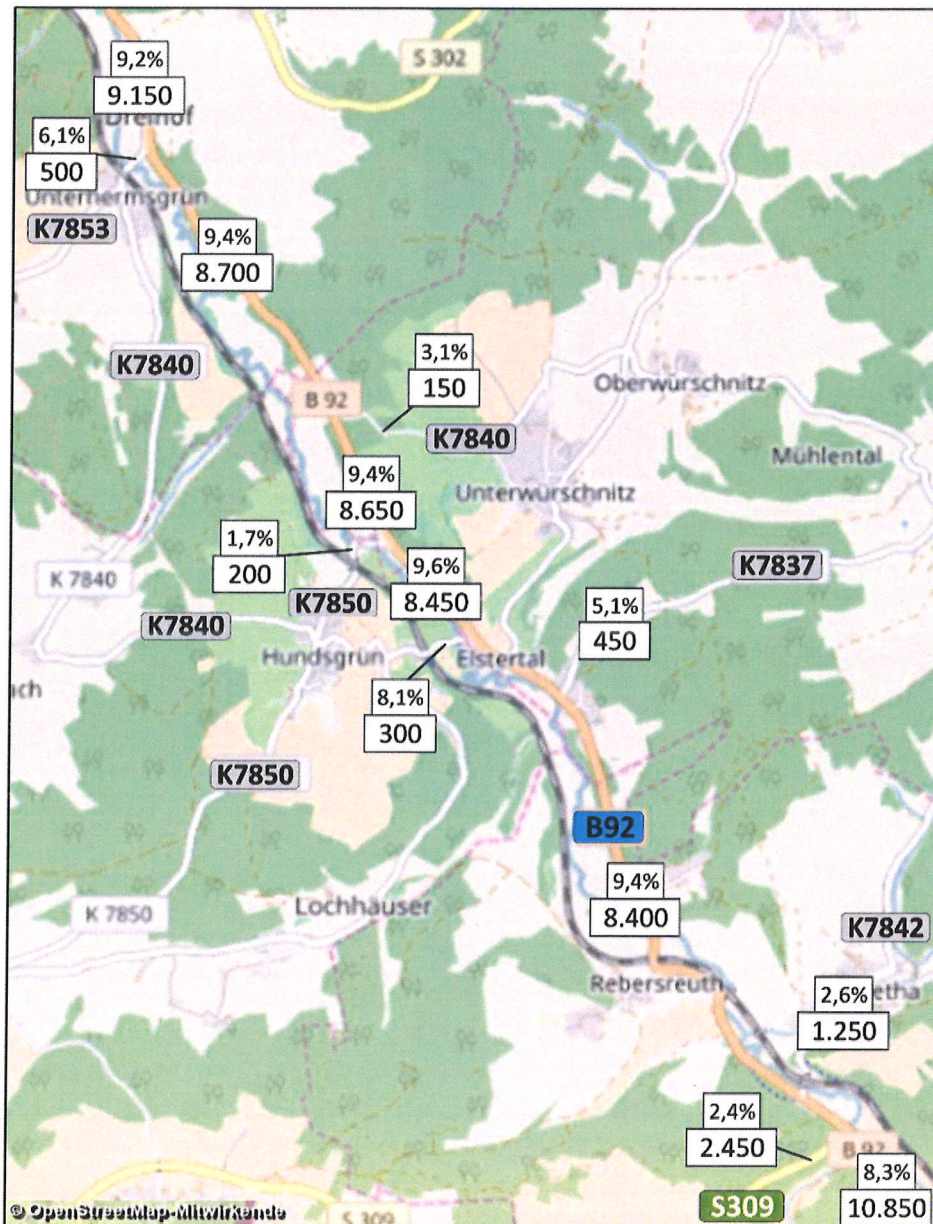 S 302
9,2%
9.150
Dreihof
6,1%
500
Unterhermsgrün
K7853
9,4%
8.700
K7840
3,1%
150
B 92
Oberwürschnitz
K7840
Mühlental
9,4%
8.650
Unterwürschnitz
1,7%
200
9,6%
8.450
K7837
K 7840
K7850
5,1%
450
K7840
Hundsgrün
Elstertal
ach
8,1%
300
K7850
B92
9,4%
8.400
K 7850
Lochhäuser
K7842
Rebersreuth
2,6%
etha
1.250
2,4%
2.450
B 92
8,3%
10.850
S309
S 309
© OpenStreetMap-Mitwirkende